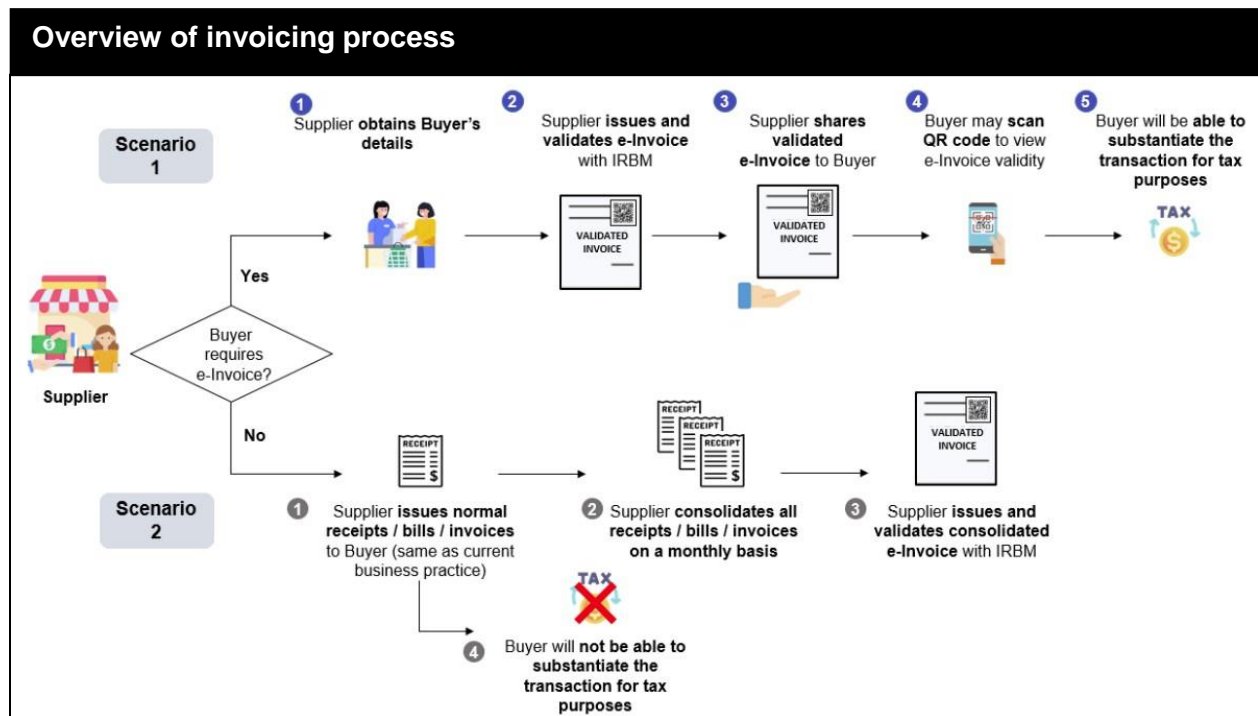 Overview of invoicing process
Scenario
1
1
Supplier obtains Buyer's
details
2
Supplier issues and
validates e-Invoice
with IRBM
VALIDATED
INVOICE
3
Supplier shares
validated
e-Invoice to Buyer
VALIDATED
INVOICE
4
Buyer may scan
QR code to view
e-Invoice validity
5
Buyer will be able to
substantiate the
transaction for tax
purposes
TAX
$
Yes
$
Supplier
Buyer
requires
e-Invoice?
No
Scenario
2
RECEIPT
$
1
Supplier issues normal
receipts / bills / invoices
to Buyer (same as current
business practice)
RECEIPT
RECEIPT
RECEIPT
$
2
Supplier consolidates all
receipts / bills / invoices
on a monthly basis
VALIDATED
INVOICE
3
Supplier issues and
validates consolidated
e-Invoice with IRBM
TAX
4
Buyer will not be able to
substantiate the
transaction for tax
purposes